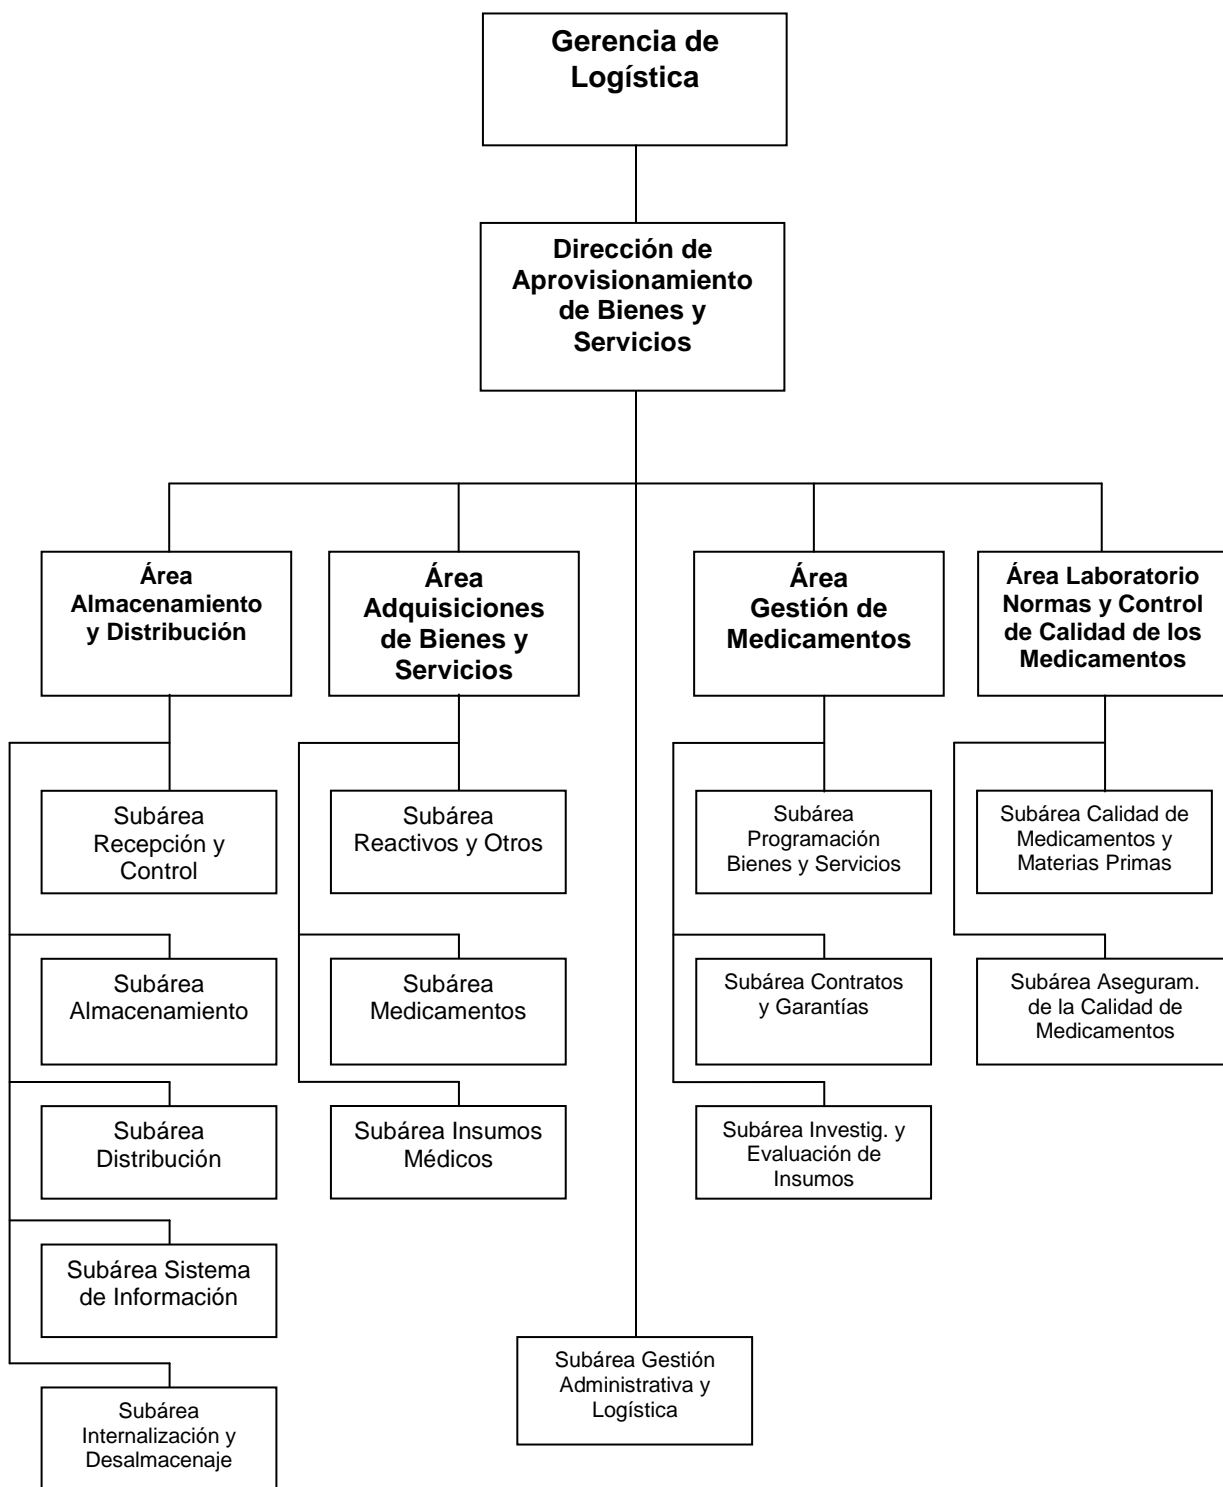 Gerencia de
Logística
Dirección de
Aprovisionamiento
de Bienes y
Servicios
Área
Almacenamiento
y Distribución
Área
Adquisiciones
de Bienes y
Servicios
Área
Gestión de
Medicamentos
Área Laboratorio
Normas y Control
de Calidad de los
Medicamentos
Subárea
Recepción y
Control
Subárea
Reactivos y Otros
Subárea
Programación
Bienes y Servicios
Subárea Calidad de
Medicamentos y
Materias Primas
Subárea
Almacenamiento
Subárea
Medicamentos
Subárea Contratos
y Garantías
Subárea Aseguram.
de la Calidad de
Medicamentos
Subárea
Distribución
Subárea Insumos
Médicos
Subárea Investig. y
Evaluación de
Insumos
Subárea Sistema
de Información
Subárea Gestión
Administrativa y
Logística
Subárea
Internalización y
Desalmacenaje